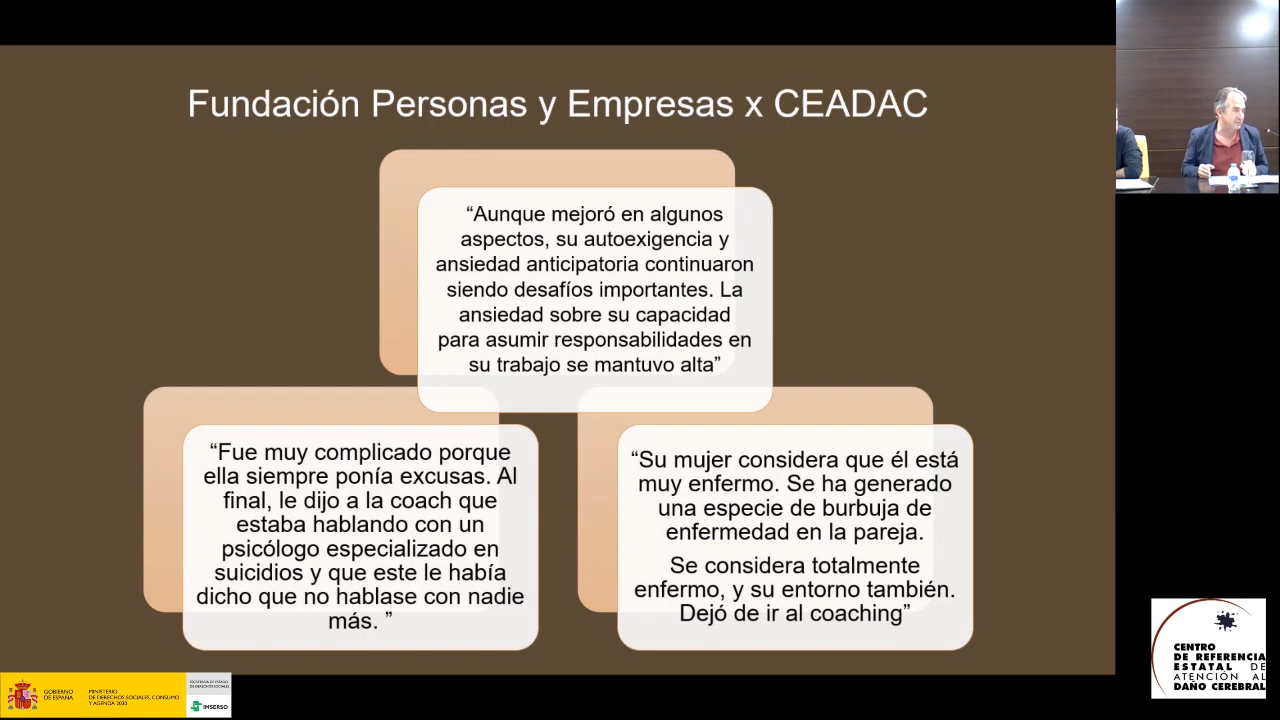 Fundación Personas y Empresas x CEADAC
“Aunque mejoró en algunos
aspectos, su autoexigencia y
ansiedad anticipatoria continuaron
siendo desafíos importantes. La
ansiedad sobre su capacidad
para asumir responsabilidades en
su trabajo se mantuvo alta”
“Fue muy complicado porque
ella siempre ponía excusas. Al
final, le dijo a la coach que
estaba hablando con un
psicólogo especializado en
suicidios y que este le había
dicho que no hablase con nadie
más. ”
“Su mujer considera que él está
muy enfermo. Se ha generado
una especie de burbuja de
enfermedad en la pareja.
Se considera totalmente
enfermo, y su entorno también.
Dejó de ir al coaching”
GOBIERNO
DE ESPAÑA
MINISTERIO
DE DERECHOS SOCIALES, CONSUMO
Y AGENDA 2030
SECRETARÍA DE ESTADO
DE DERECHOS SOCIALES
IMSERSO
CENTRO
DE REFERENCIA
ESTATAL DE
ATENCIÓN AL
DAÑO CEREBRAL